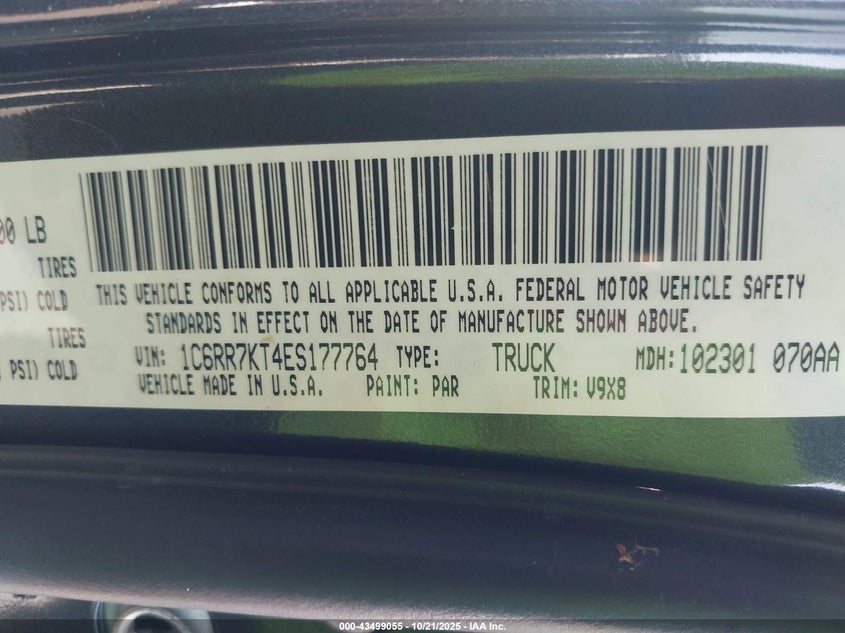 00 LB
TIRES
PSI) COLD
TIRES
PSI) COLD
THIS VEHICLE CONFORMS TO ALL APPLICABLE U.S.A. FEDERAL MOTOR VEHICLE SAFETY
STANDARDS IN EFFECT ON THE DATE OF MANUFACTURE SHOWN ABOVE.
VIN: 1C6RR7KT4ES177764 TYPE: TRUCK MDH: 102301 070AA
VEHICLE MADE IN U.S.A. PAINT: PAR TRIM: V9X8
000-43499055 - 10/21/2025 - IAA Inc.